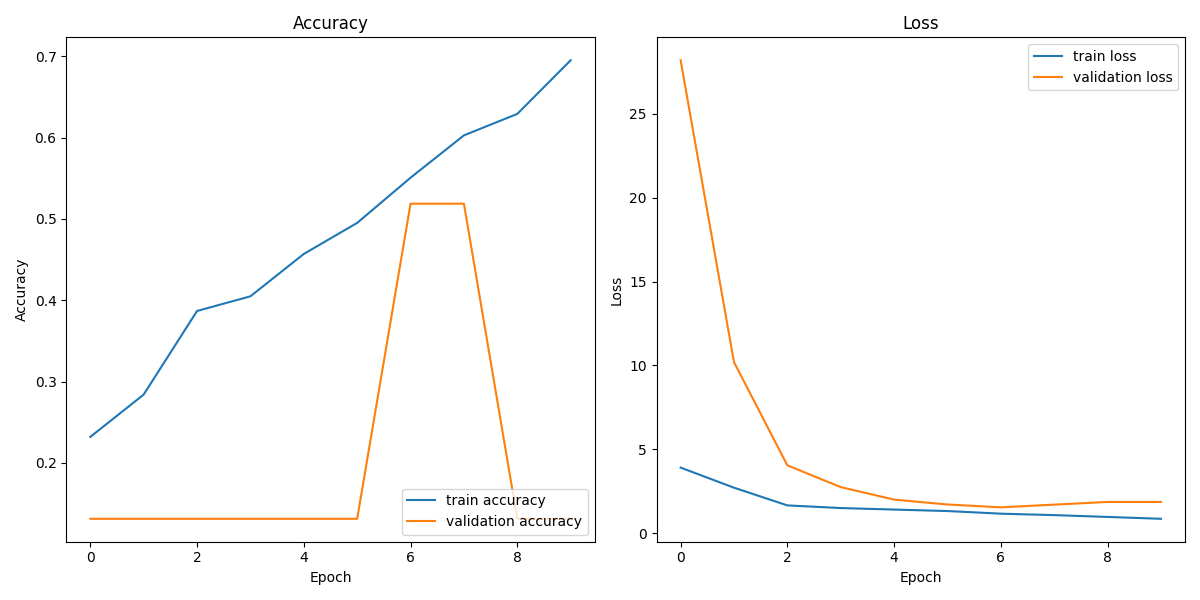 Accuracy
0.7
0.6
0.5
0.4
0.3
0.2
Accuracy
0 2 4 6 8
Epoch
train accuracy
validation accuracy
Loss
25
20
15
10
5
0
Loss
0 2 4 6 8
Epoch
train loss
validation loss